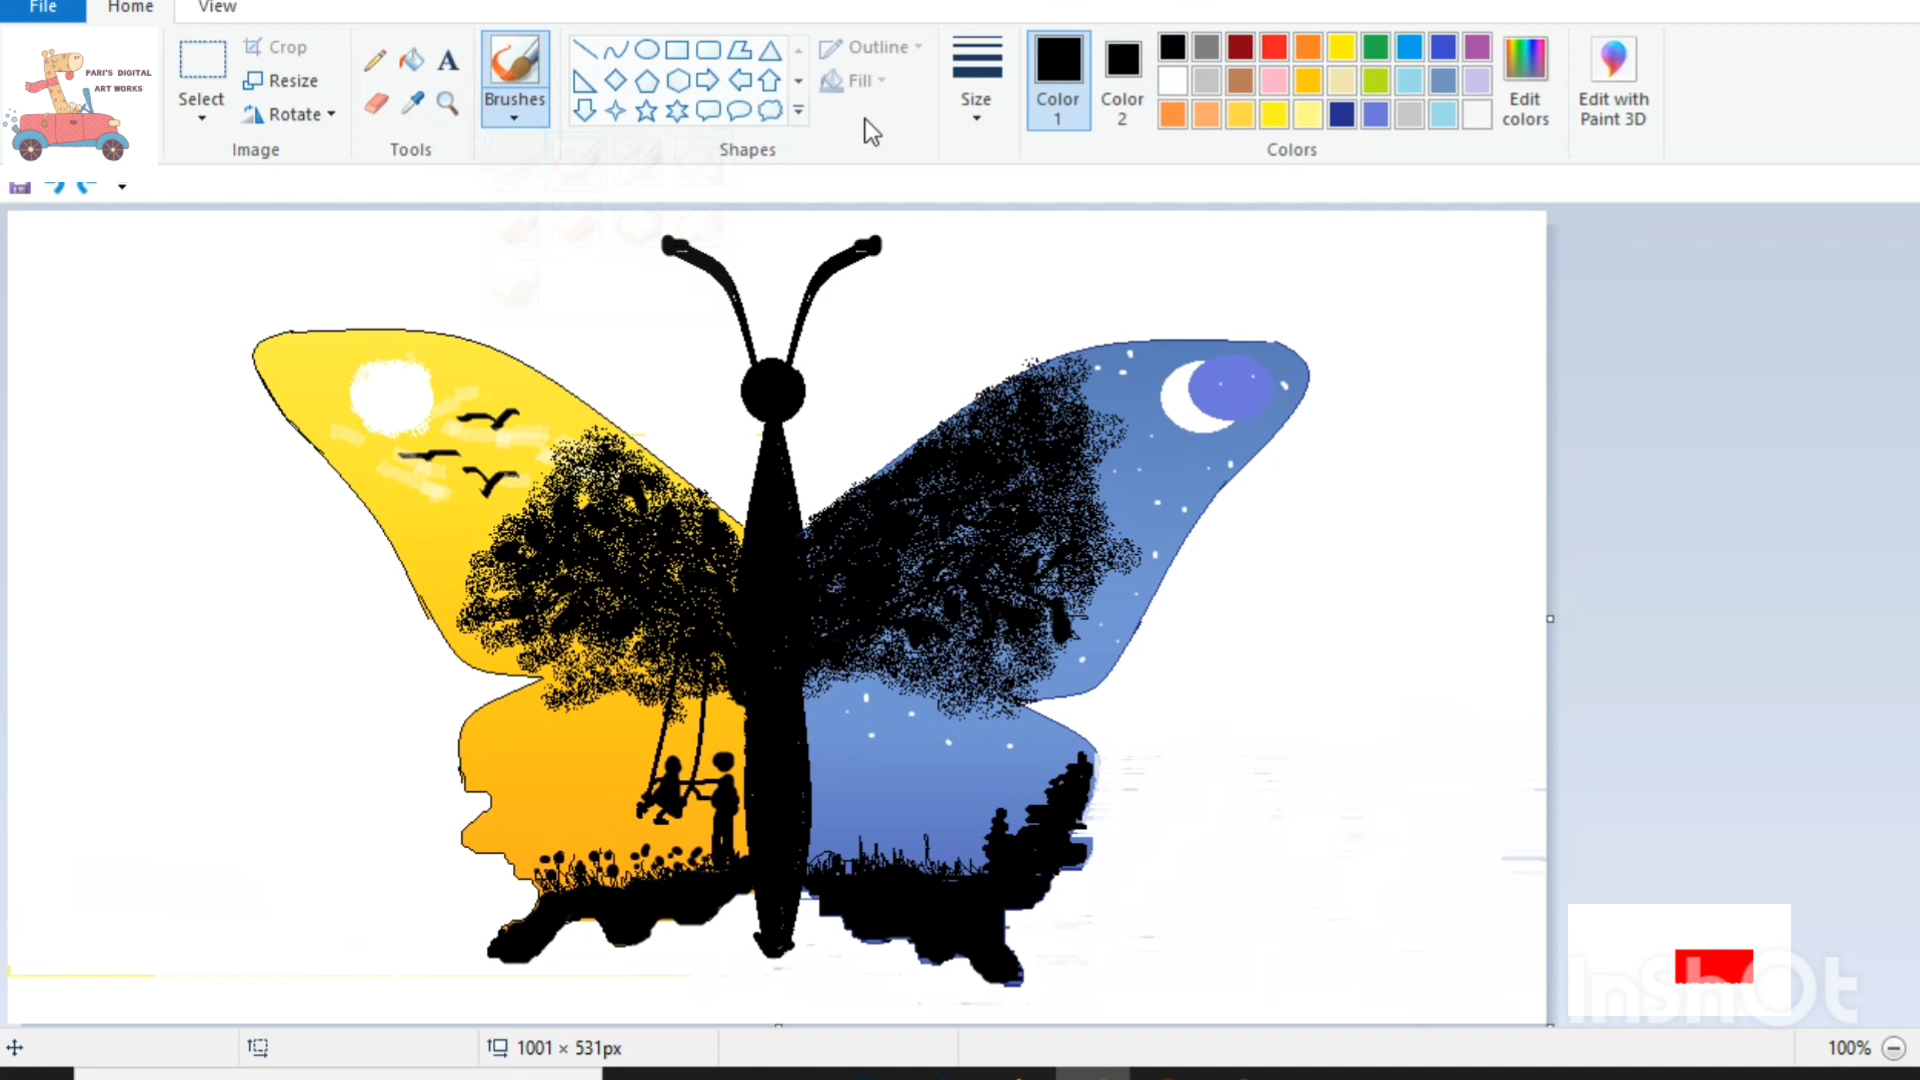 File Home View
PARI'S DIGITAL
ART WORKS
Select
Crop
Resize
Rotate
Image
Tools
Brushes
Shapes
Outline
Fill
Size
Color
1
Color
2
Colors
Edit
colors
Edit with
Paint 3D
InShOt
1001 × 531px
100%